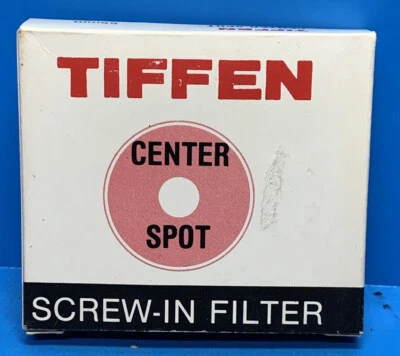 TIFFEN
CENTER
SPOT
SCREW-IN FILTER